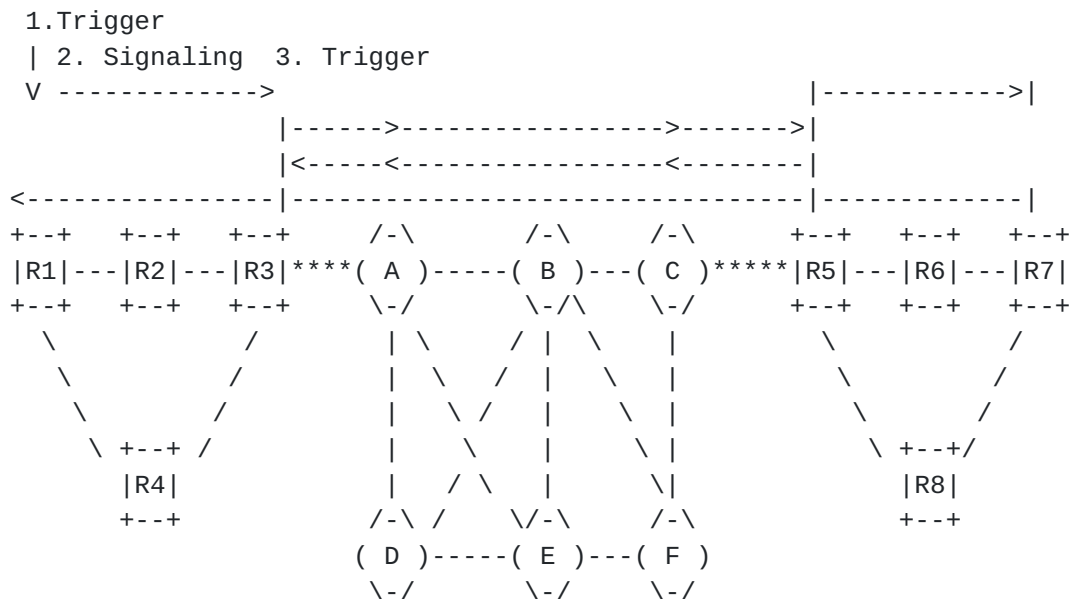 1.Trigger
| 2. Signaling  3. Trigger
V ------------->                                   |------------>|
                 |------>----------------->------->|
                 |<-----<-----------------<--------|
<----------------|---------------------------------|-------------|
+--+   +--+   +--+     /-\       /-\     /-\      +--+   +--+   +--+
|R1|---|R2|---|R3|****( A )-----( B )---( C )*****|R5|---|R6|---|R7|
+--+   +--+   +--+     \-/       \-/\    \-/      +--+   +--+   +--+
  \            /        | \     / |  \    |         \           /
   \          /         |  \   /  |   \   |          \         /
    \        /          |   \ /   |    \  |           \       /
     \ +--+ /           |    \    |     \ |            \ +--+/
       |R4|             |   / \   |      \|              |R8|
       +--+            /-\ /    \/-\     /-\             +--+
                      ( D )-----( E )---( F )
                       \-/       \-/     \-/